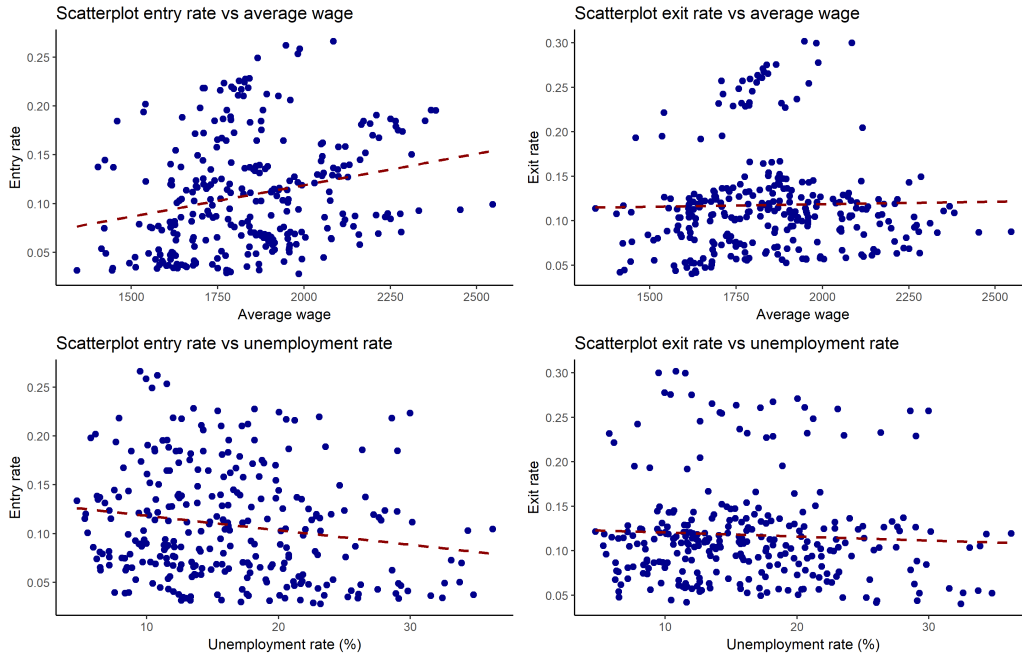 Scatterplot entry rate vs average wage
Entry rate
0.25
0.20
0.15
0.10
0.05
1500 1750 2000 2250 2500
Average wage
Scatterplot exit rate vs average wage
Exit rate
0.30
0.25
0.20
0.15
0.10
0.05
1500 1750 2000 2250 2500
Average wage
Scatterplot entry rate vs unemployment rate
Entry rate
0.25
0.20
0.15
0.10
0.05
10 20 30
Unemployment rate (%)
Scatterplot exit rate vs unemployment rate
Exit rate
0.30
0.25
0.20
0.15
0.10
0.05
10 20 30
Unemployment rate (%)